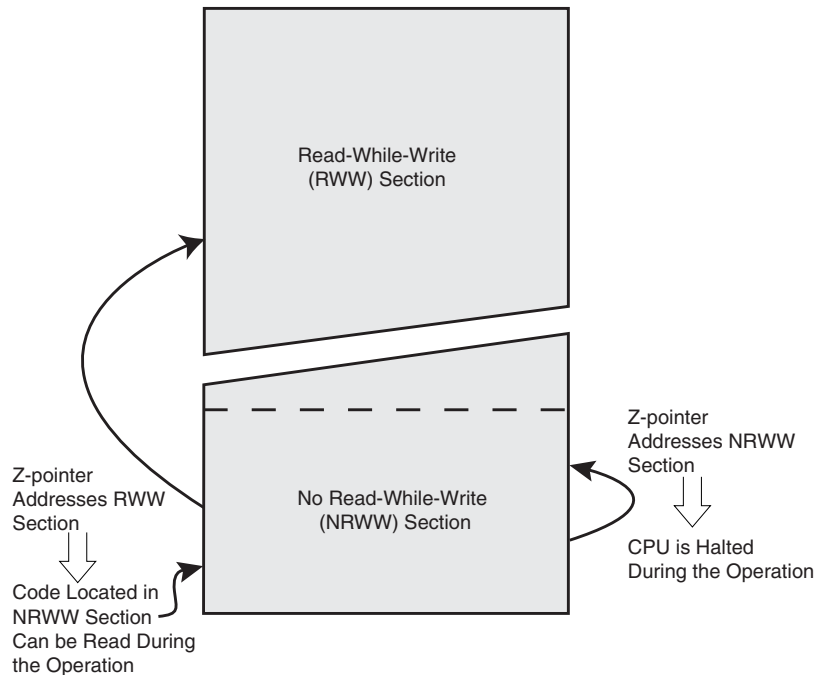 Read-While-Write
(RWW) Section
Z-pointer
Addresses NRWW
Section
CPU is Halted
During the Operation
No Read-While-Write
(NRWW) Section
Z-pointer
Addresses RWW
Section
Code Located in
NRWW Section
Can be Read During
the Operation